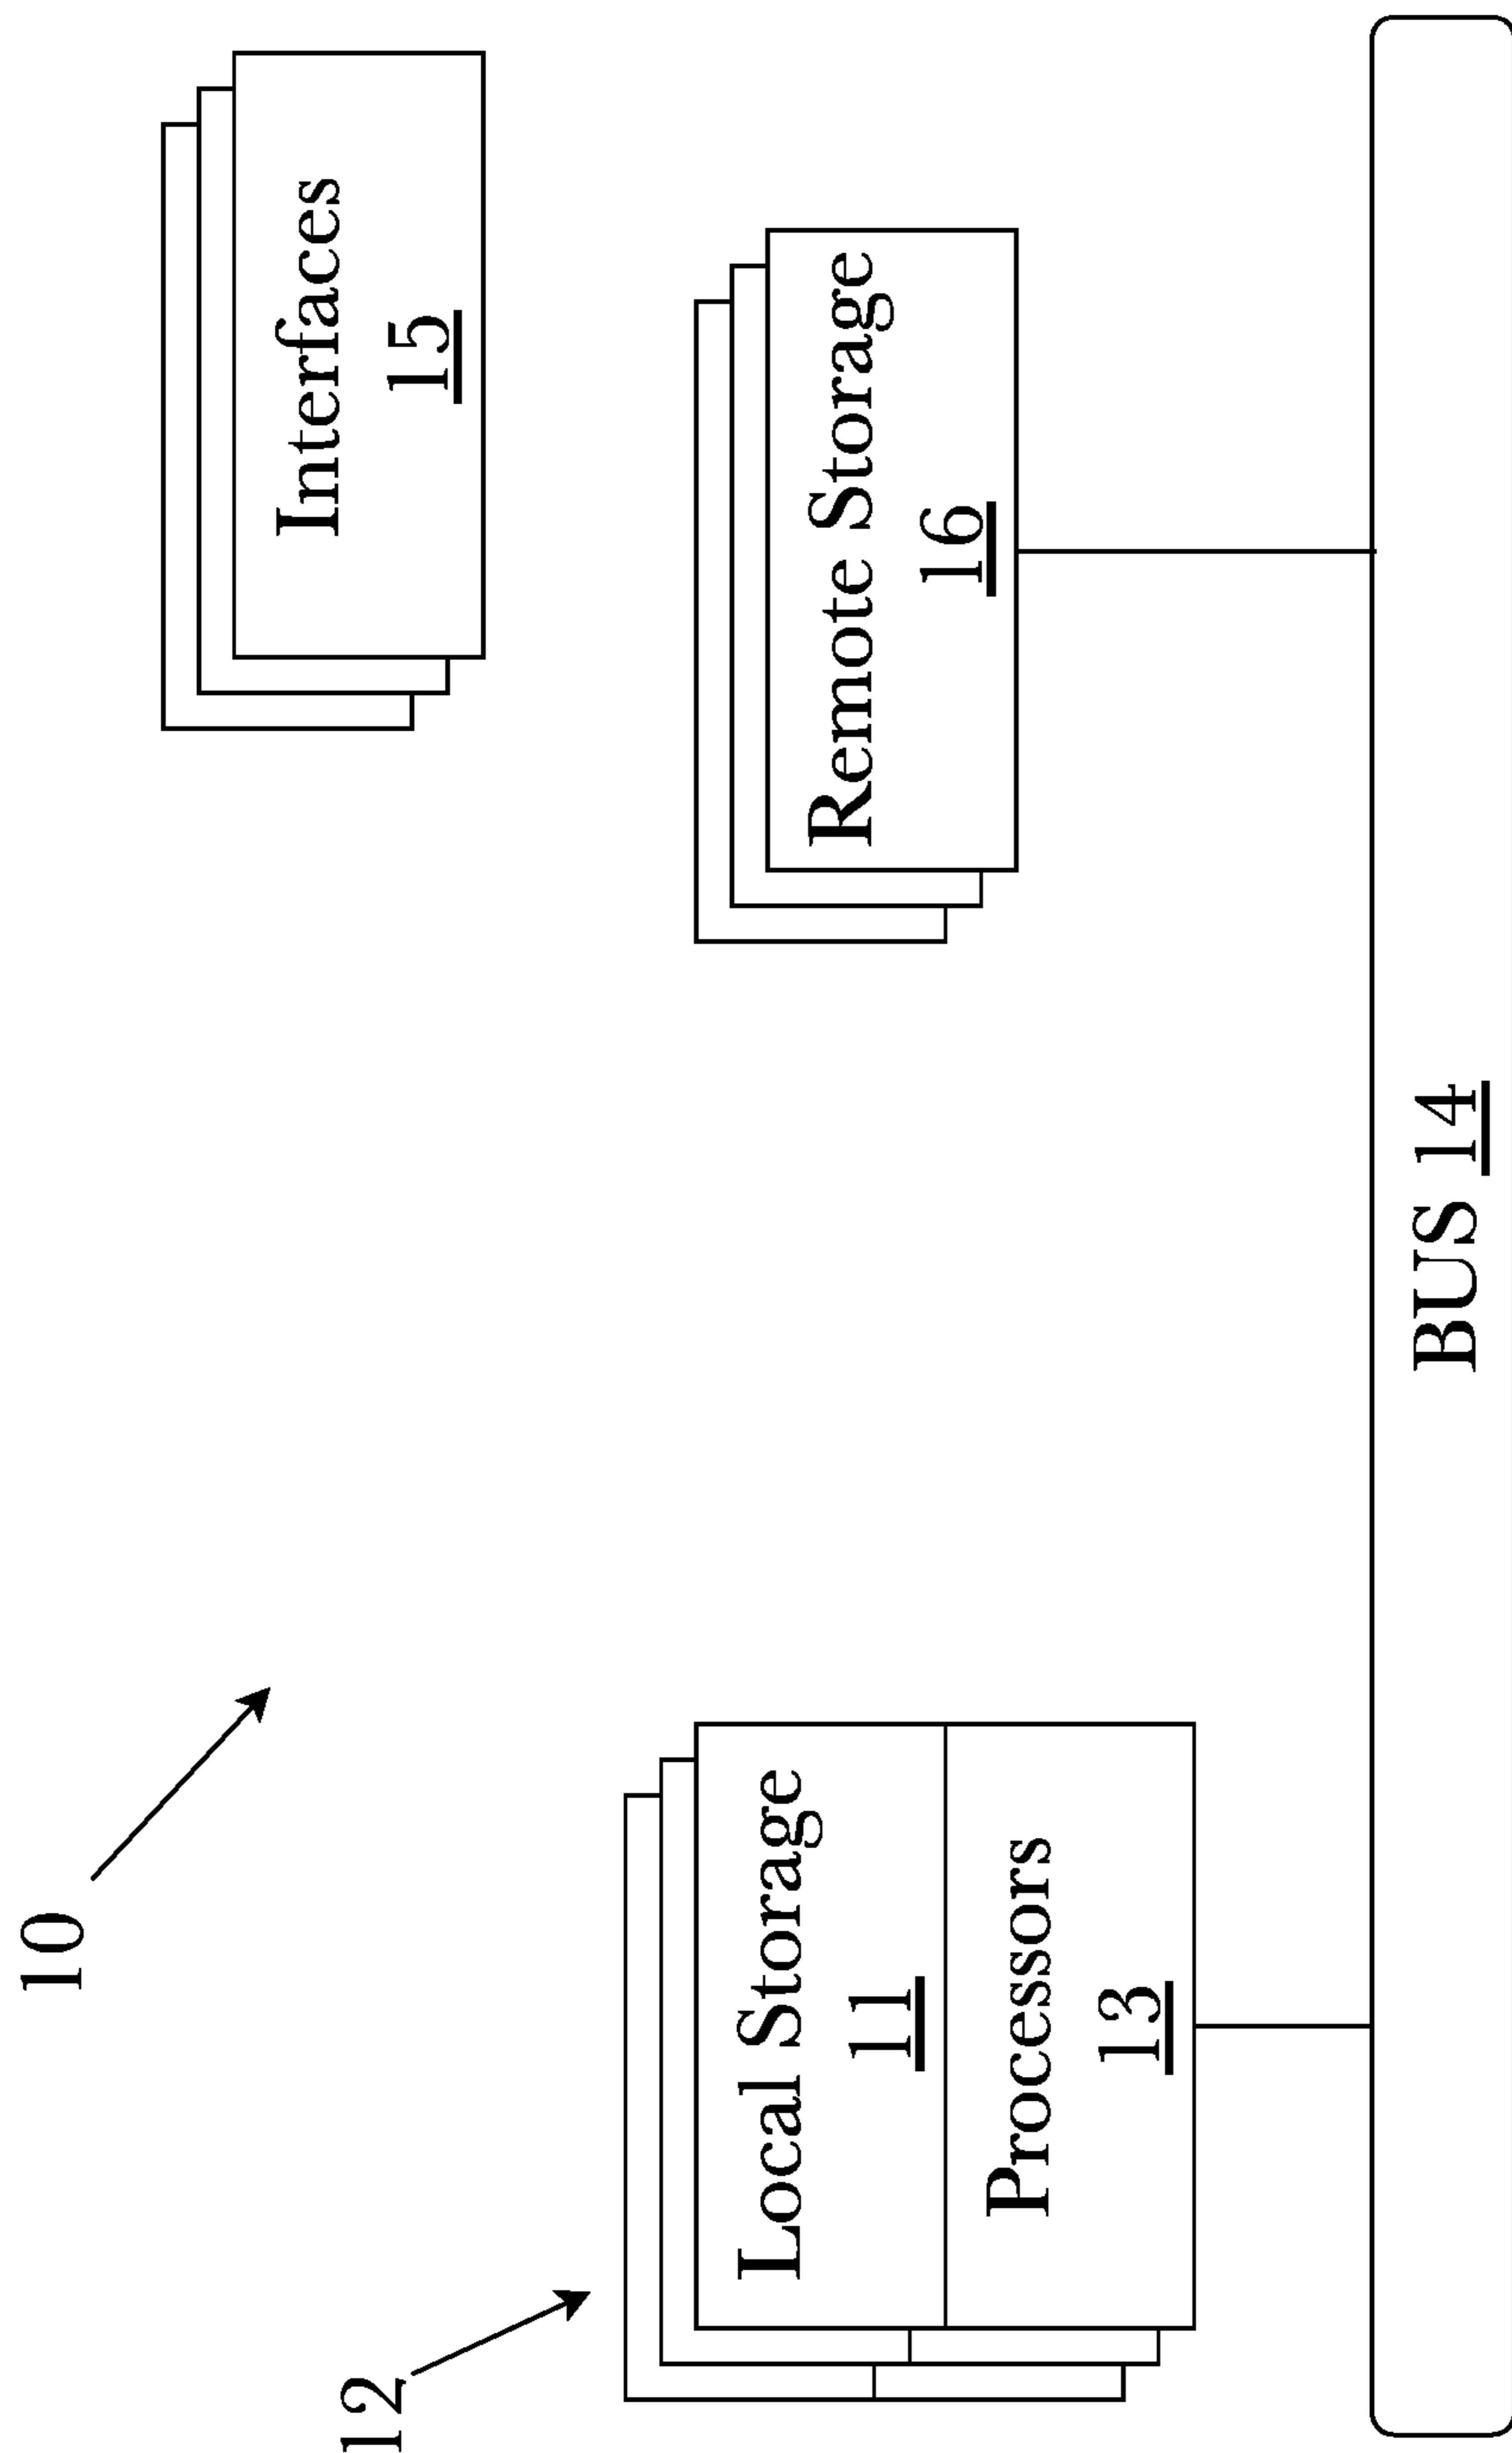 10
Interfaces
15
12
Local Storage
11
Processors
13
Remote Storage
16
BUS 14